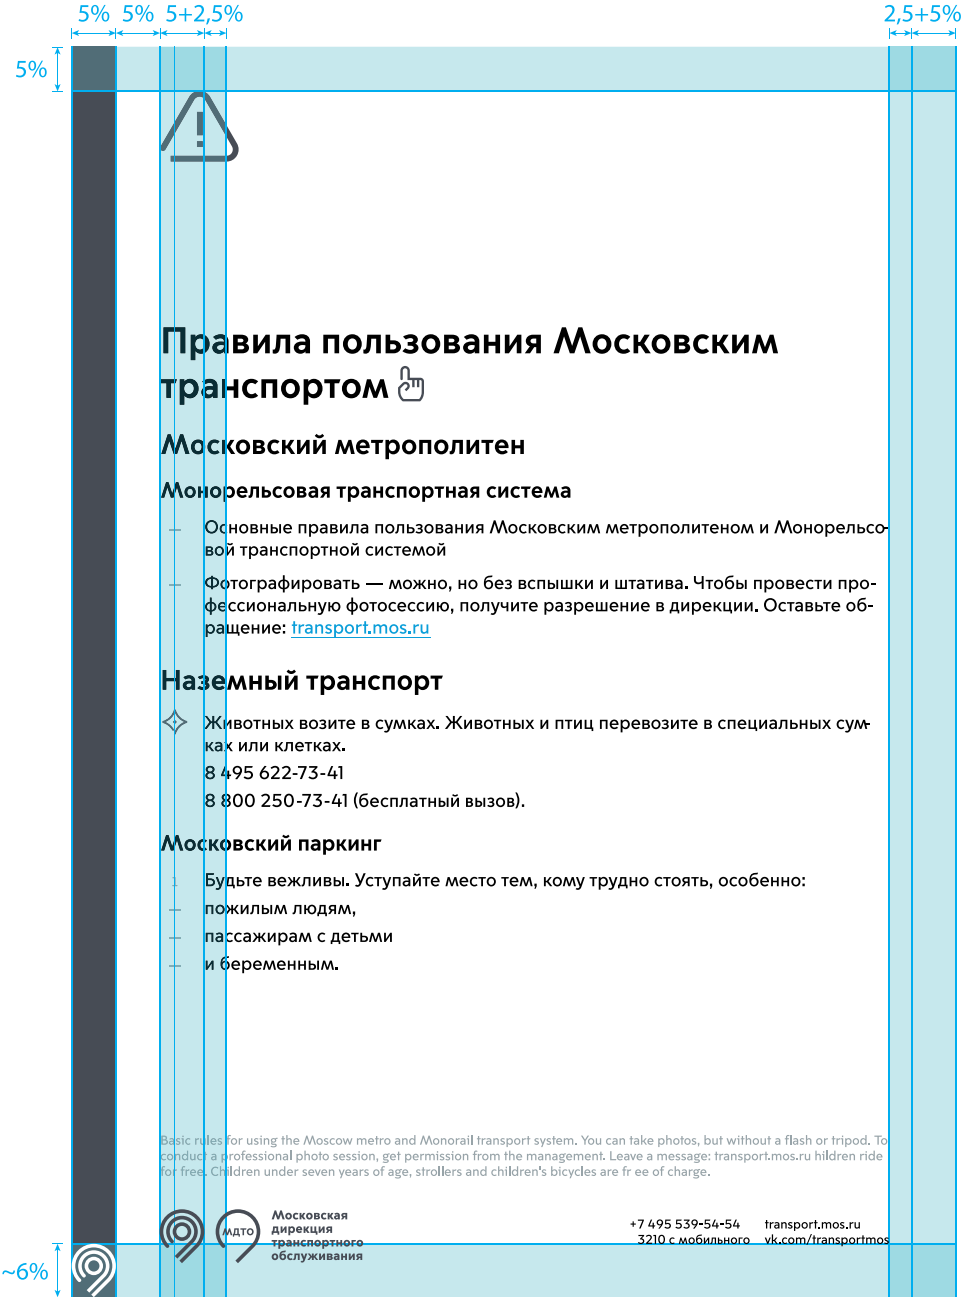 5% 5% 5+2,5% 2,5+5%
5%
Правила пользования Московским
транспортом
Московский метрополитен
Монорельсовая транспортная система
– Основные правила пользования Московским метрополитеном и Монорельсо-
вой транспортной системой
– Фотографировать — можно, но без вспышки и штатива. Чтобы провести про-
фессиональную фотосессию, получите разрешение в дирекции. Оставьте об-
ращение: transport.mos.ru
Наземный транспорт
Животных возите в сумках. Животных и птиц перевозите в специальных сум-
ках или клетках.
8 495 622-73-41
8 800 250-73-41 (бесплатный вызов).
Московский паркинг
1 Будьте вежливы. Уступайте место тем, кому трудно стоять, особенно:
– пожилым людям,
– пассажирам с детьми
– и беременным.
Basic rules for using the Moscow metro and Monorail transport system. You can take photos, but without a flash or tripod. To
conduct a professional photo session, get permission from the management. Leave a message: transport.mos.ru hildren ride
for free. Children under seven years of age, strollers and children's bicycles are fr ee of charge.
МДТО
Московская
дирекция
транспортного
обслуживания
+7 495 539-54-54 transport.mos.ru
3210 с мобильного vk.com/transportmos
~6%